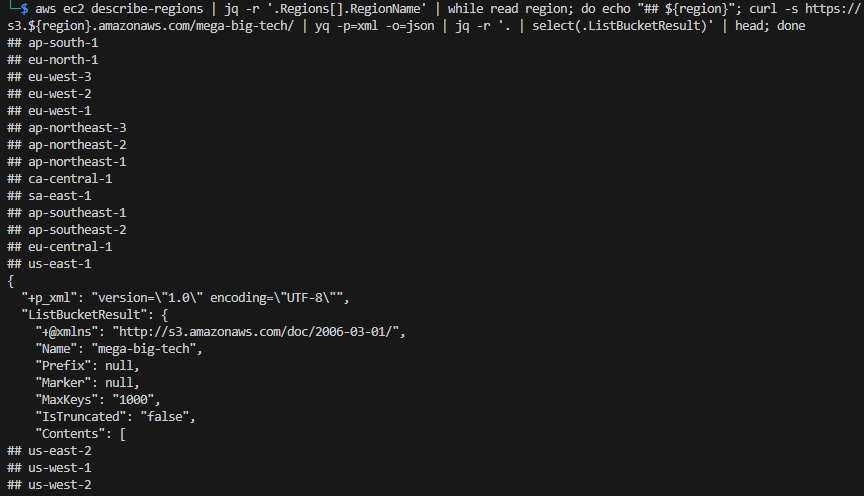 └─$ aws ec2 describe-regions | jq -r '.Regions[].RegionName' | while read region; do echo "## ${region}"; curl -s https://
s3.${region}.amazonaws.com/mega-big-tech/ | yq -p=xml -o=json | jq -r '. | select(.ListBucketResult)' | head; done
## ap-south-1
## eu-north-1
## eu-west-3
## eu-west-2
## eu-west-1
## ap-northeast-3
## ap-northeast-2
## ap-northeast-1
## ca-central-1
## sa-east-1
## ap-southeast-1
## ap-southeast-2
## eu-central-1
## us-east-1
{
  "+p_xml": "version=\"1.0\" encoding=\"UTF-8\"",
  "ListBucketResult": {
    "+@xmlns": "http://s3.amazonaws.com/doc/2006-03-01/",
    "Name": "mega-big-tech",
    "Prefix": null,
    "Marker": null,
    "MaxKeys": "1000",
    "IsTruncated": "false",
    "Contents": [
## us-east-2
## us-west-1
## us-west-2